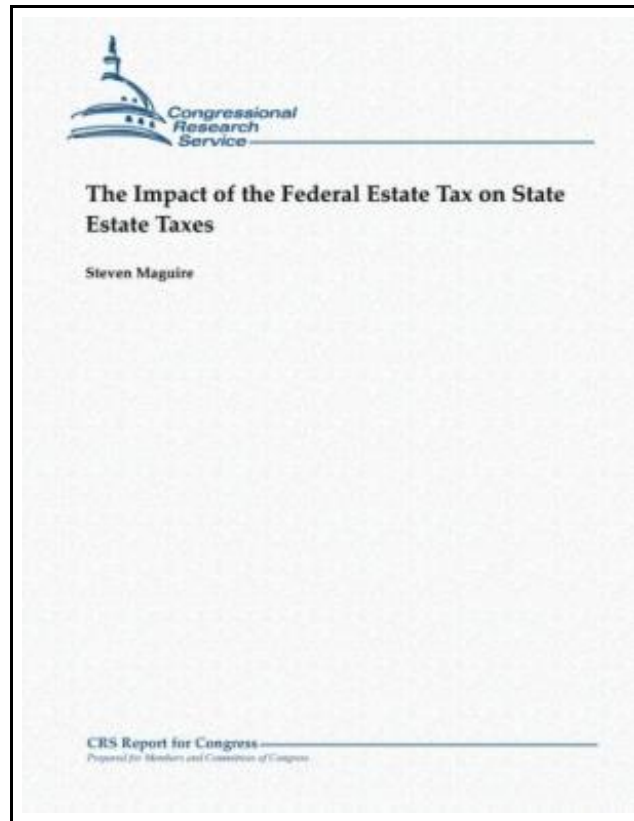 Congressional
Research
Service
The Impact of the Federal Estate Tax on State
Estate Taxes
Steven Maguire
CRS Report for Congress
Prepared for Members and Committees of Congress